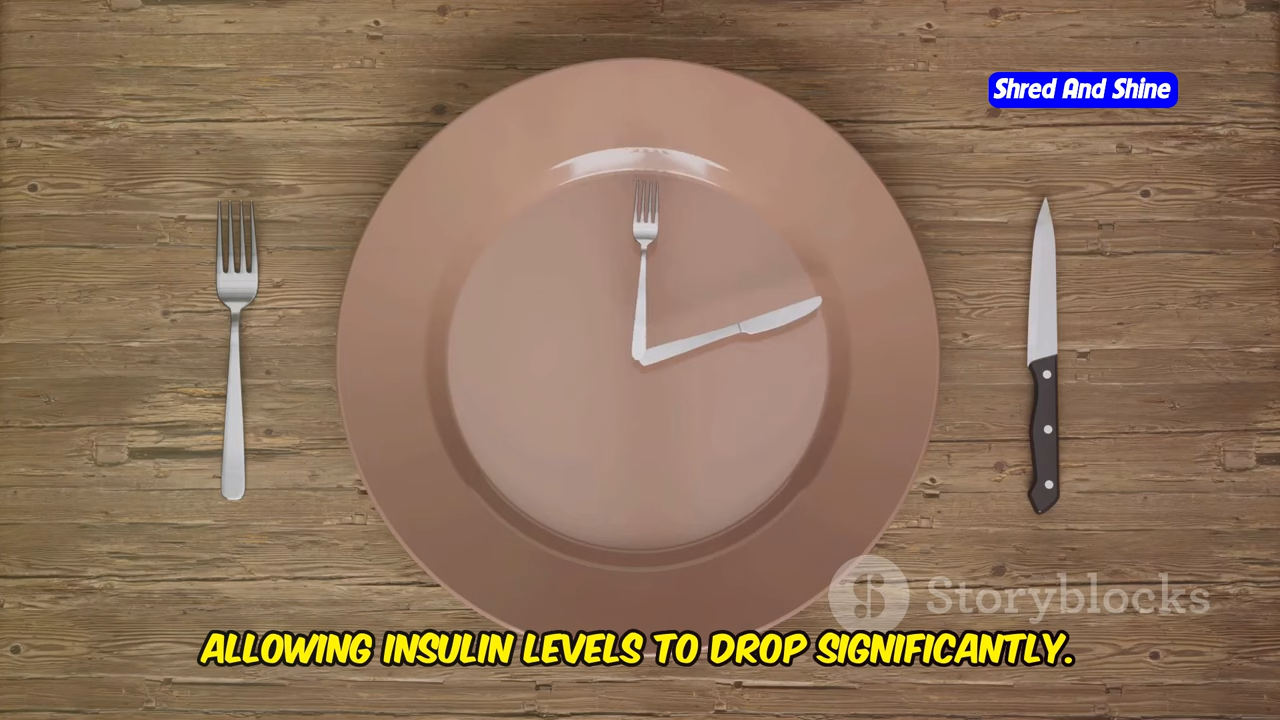 Shred And Shine
Storyblocks
ALLOWING INSULIN LEVELS TO DROP SIGNIFICANTLY.